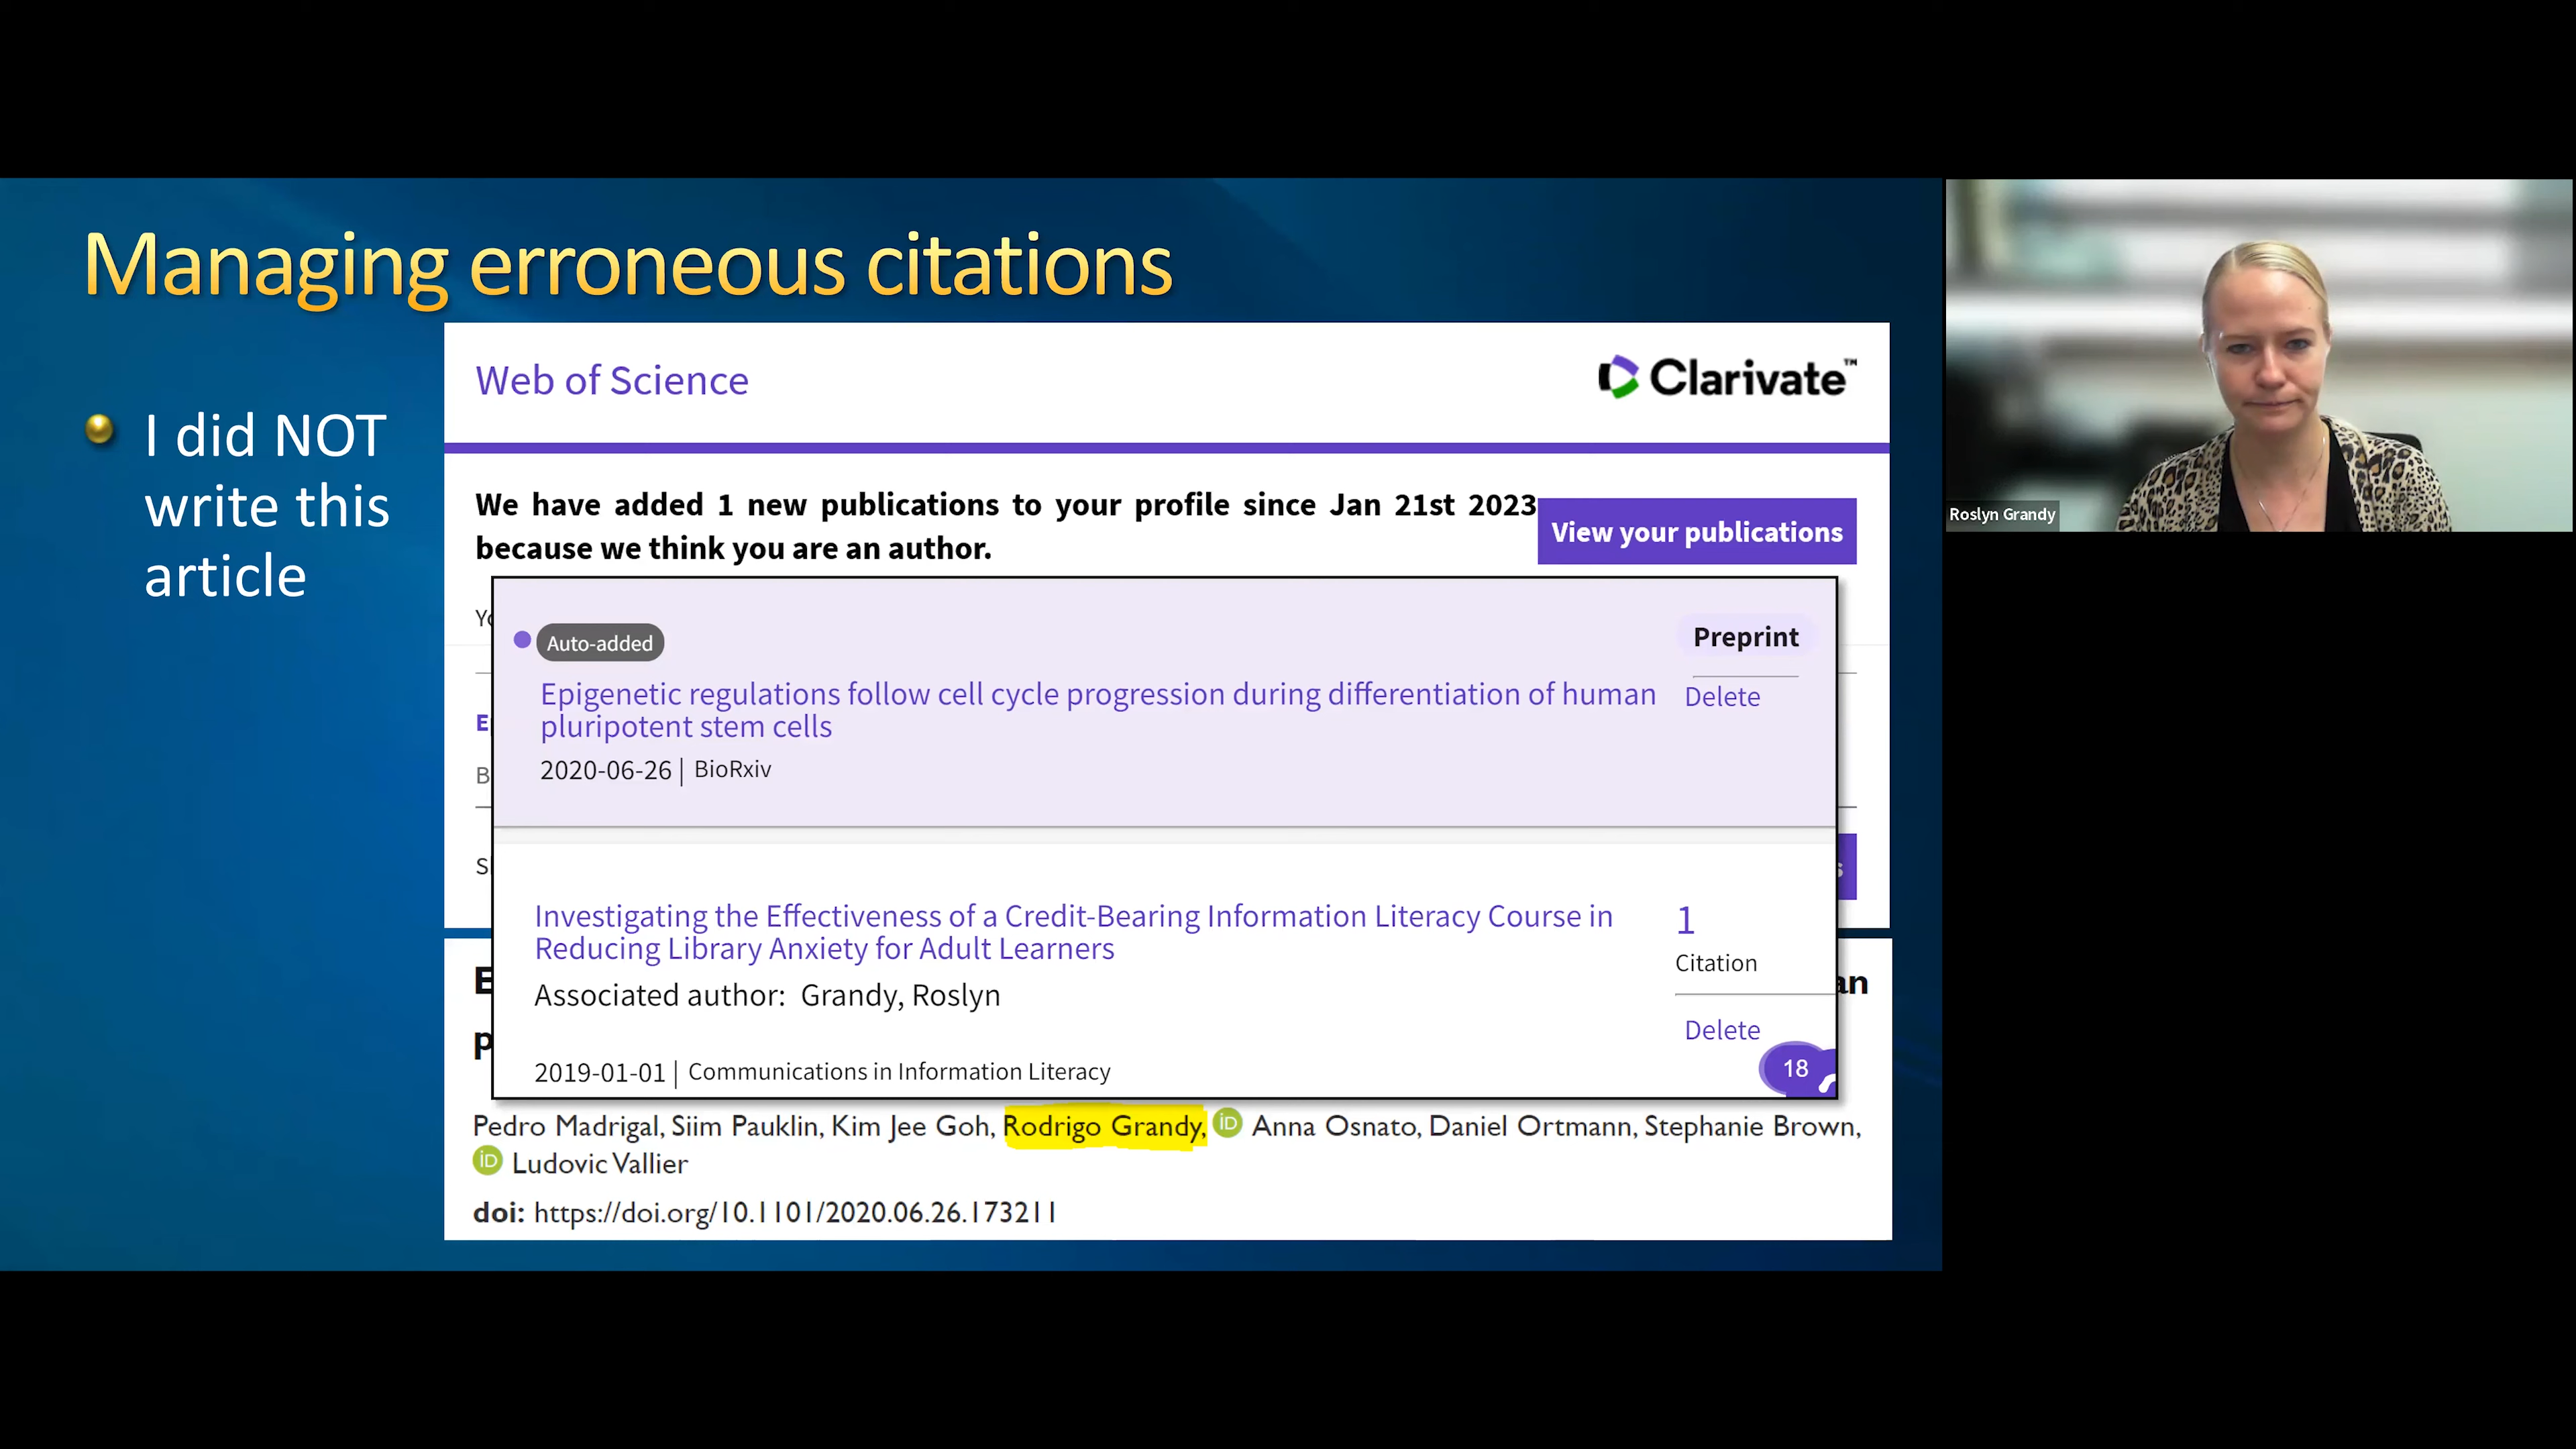 Managing erroneous citations
I did NOT
write this
article
Web of Science
Clarivate™
We have added 1 new publications to your profile since Jan 21st 2023
because we think you are an author.
View your publications
Auto-added
Preprint
Epigenetic regulations follow cell cycle progression during differentiation of human
pluripotent stem cells
Delete
2020-06-26 | BioRxiv
Investigating the Effectiveness of a Credit-Bearing Information Literacy Course in
Reducing Library Anxiety for Adult Learners
1
Citation
Associated author: Grandy, Roslyn
Delete
2019-01-01 | Communications in Information Literacy
18
Pedro Madrigal, Siim Pauklin, Kim Jee Goh, Rodrigo Grandy, iD Anna Osnato, Daniel Ortmann, Stephanie Brown,
iD Ludovic Vallier
doi: https://doi.org/10.1101/2020.06.26.173211
Roslyn Grandy